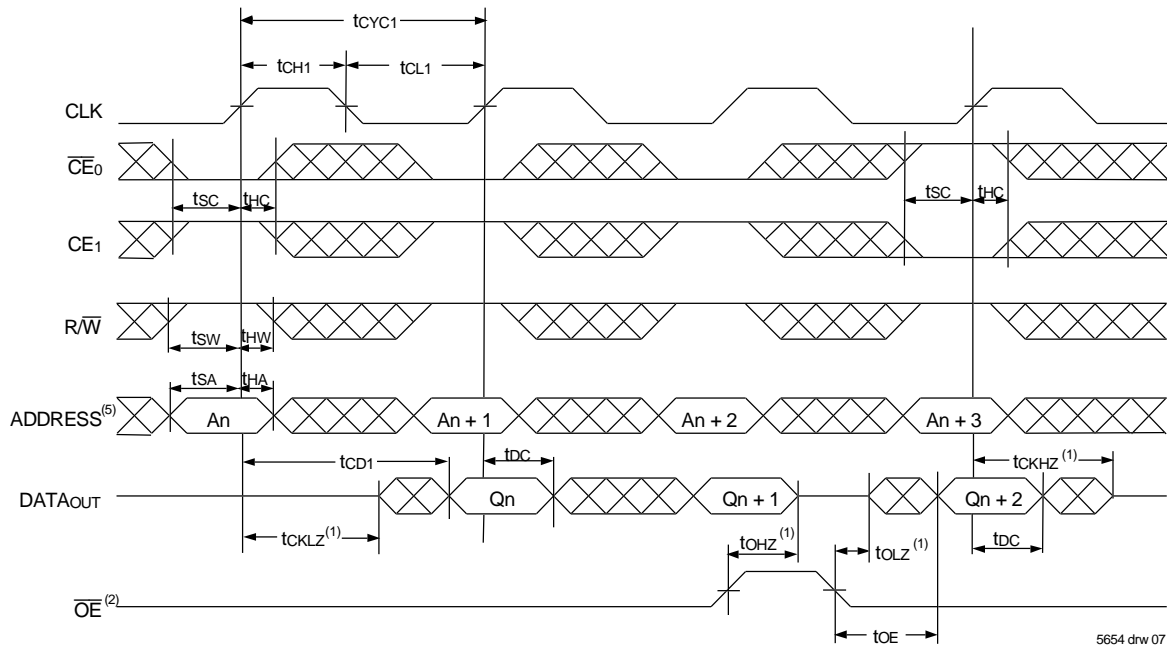 tCYC1
tCH1
tCL1
CLK
CE0
tSC
tHC
tSC
tHC
CE1
R/W
tSW
tHW
tSA
tHA
ADDRESS(5)
An
An + 1
An + 2
An + 3
tCD1
tDC
tCKHZ(1)
DATAOUT
Qn
Qn + 1
Qn + 2
tCKLZ(1)
tOHZ(1)
tOLZ(1)
tDC
OE(2)
tOE
5654 drw 07